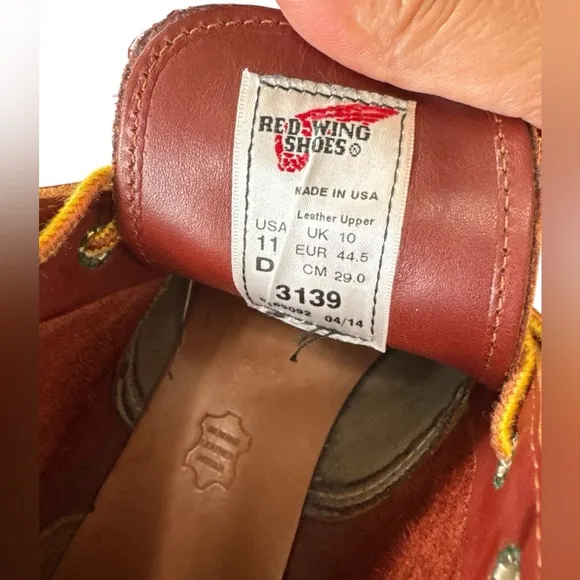 RED WING
SHOES®
MADE IN USA
Leather Upper
USA
11
D
UK 10
EUR 44.5
CM 29.0
3139
04/14